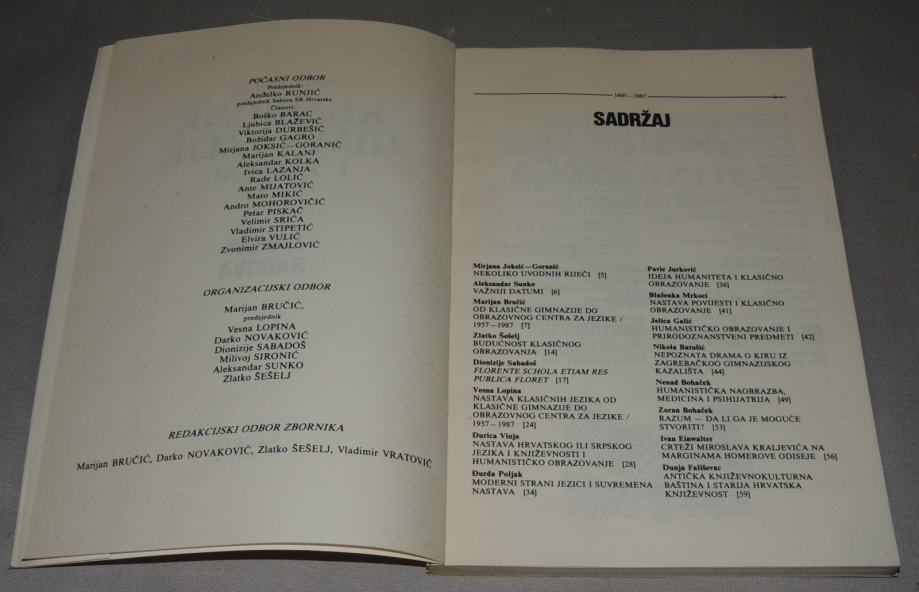 POČASNI ODBOR
Predsjednik:
Anđelko RUNJIĆ
predsjednik Sabora SR Hrvatske
Članovi:
Boško BARAC
Ljubica BLAŽEVIĆ
Viktorija DURBEŠIĆ
Božidar GAGRO
Mirjana JOKSIĆ—GORANIĆ
Marijan KALANJ
Aleksandar KOLKA
Ivica LAZANJA
Rade LOLIĆ
Ante MIJATOVIĆ
Mato MIKIĆ
Andro MOHOROVIČIĆ
Petar PISKAČ
Velimir SRIĆA
Vladimir STIPETIĆ
Elvira VULIĆ
Zvonimir ZMAJLOVIĆ
ORGANIZACIJSKI ODBOR
Marijan BRUČIĆ,
predsjednik
Vesna LOPINA
Darko NOVAKOVIĆ
Dionizije SABADOŠ
Milivoj SIRONIĆ
Aleksandar SUNKO
Zlatko ŠEŠELJ
REDAKCIJSKI ODBOR ZBORNIKA
Marijan BRUČIĆ, Darko NOVAKOVIĆ, Zlatko ŠEŠELJ, Vladimir VRATOVIĆ
1607—1987
SADRŽAJ
Mirjana Joksić—Goranić
NEKOLIKO UVODNIH RIJEČI [5]
Aleksandar Sunko
VAŽNIJI DATUMI [6]
Marijan Bručić
OD KLASIČNE GIMNAZIJE DO
OBRAZOVNOG CENTRA ZA JEZIKE /
1957—1987 [7]
Zlatko Šešelj
BUDUĆNOST KLASIČNOG
OBRAZOVANJA [14]
Dionizije Sabadoš
FLORENTE SCHOLA ETIAM RES
PUBLICA FLORET [17]
Vesna Lopina
NASTAVA KLASIČNIH JEZIKA OD
KLASIČNE GIMNAZIJE DO
OBRAZOVNOG CENTRA ZA JEZIKE /
1957—1987 [24]
Đurica Vinja
NASTAVA HRVATSKOG ILI SRPSKOG
JEZIKA I KNJIŽEVNOSTI I
HUMANISTIČKO OBRAZOVANJE [28]
Đurđa Poljak
MODERNI STRANI JEZICI I SUVREMENA
NASTAVA [34]
Pavle Jurković
IDEJA HUMANITETA I KLASIČNO
OBRAZOVANJE [36]
Blaženka Mrkoci
NASTAVA POVIJESTI I KLASIČNO
OBRAZOVANJE [41]
Jelica Galić
HUMANISTIČKO OBRAZOVANJE I
PRIRODOZNANSTVENI PREDMETI [42]
Nikola Batušić
NEPOZNATA DRAMA O KIRU IZ
ZAGREBAČKOG GIMNAZIJSKOG
KAZALIŠTA [44]
Nenad Bohaček
HUMANISTIČKA NAOBRAZBA,
MEDICINA I PSIHIJATRIJA [49]
Zoran Bohaček
RAZUM — DA LI GA JE MOGUĆE
STVORITI? [53]
Ivan Einwalter
CRTEŽI MIROSLAVA KRALJEVIĆA NA
MARGINAMA HOMEROVE ODISEJE [56]
Dunja Fališevac
ANTIČKA KNJIŽEVNOKULTURNA
BAŠTINA I STARIJA HRVATSKA
KNJIŽEVNOST [59]